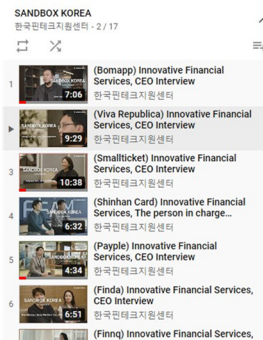 SANDBOX KOREA
한국핀테크지원센터 - 2 / 17
1
7:06
(Bomapp) Innovative Financial
Services, CEO Interview
한국핀테크지원센터
9:29
(Viva Republica) Innovative Financial
Services, CEO Interview
한국핀테크지원센터
3
10:38
(Smallticket) Innovative Financial
Services, CEO Interview
한국핀테크지원센터
4
6:32
(Shinhan Card) Innovative Financial
Services, The person in charge...
한국핀테크지원센터
5
4:34
(Payple) Innovative Financial
Services, CEO Interview
한국핀테크지원센터
6
SANDBOX KOREA
6:51
(Finda) Innovative Financial Services,
CEO Interview
한국핀테크지원센터
(Finnq) Innovative Financial Services,